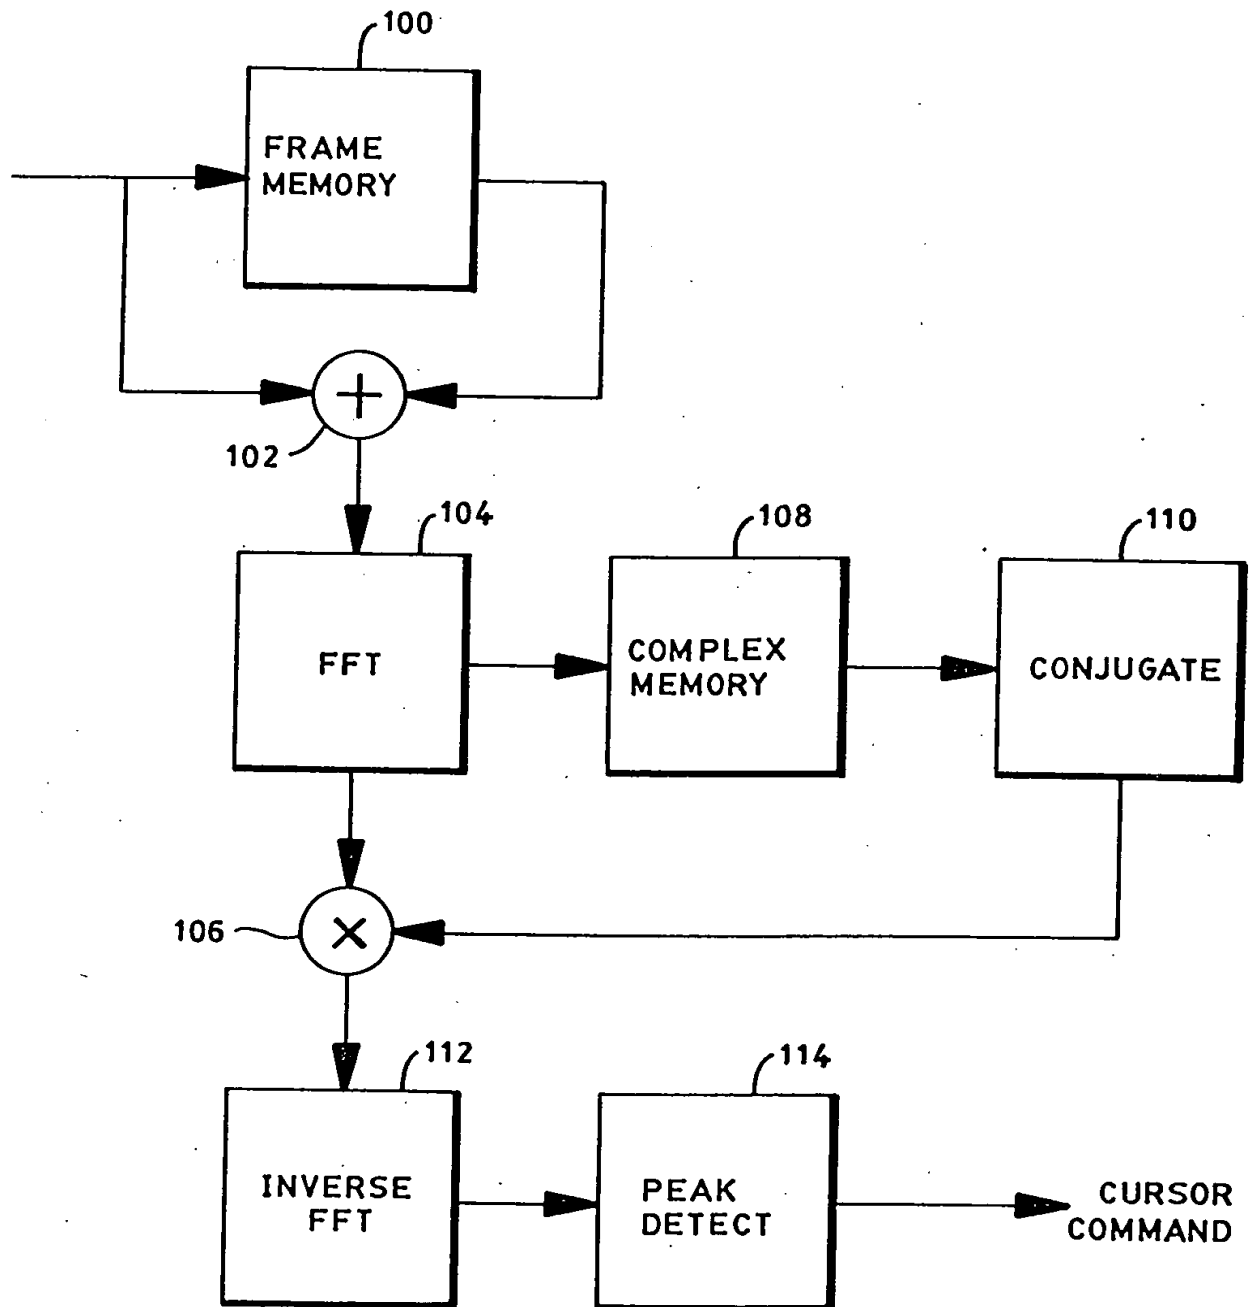 100
FRAME
MEMORY
+
102
104
108
110
FFT
COMPLEX
MEMORY
CONJUGATE
106
×
112
114
INVERSE
FFT
PEAK
DETECT
CURSOR
COMMAND